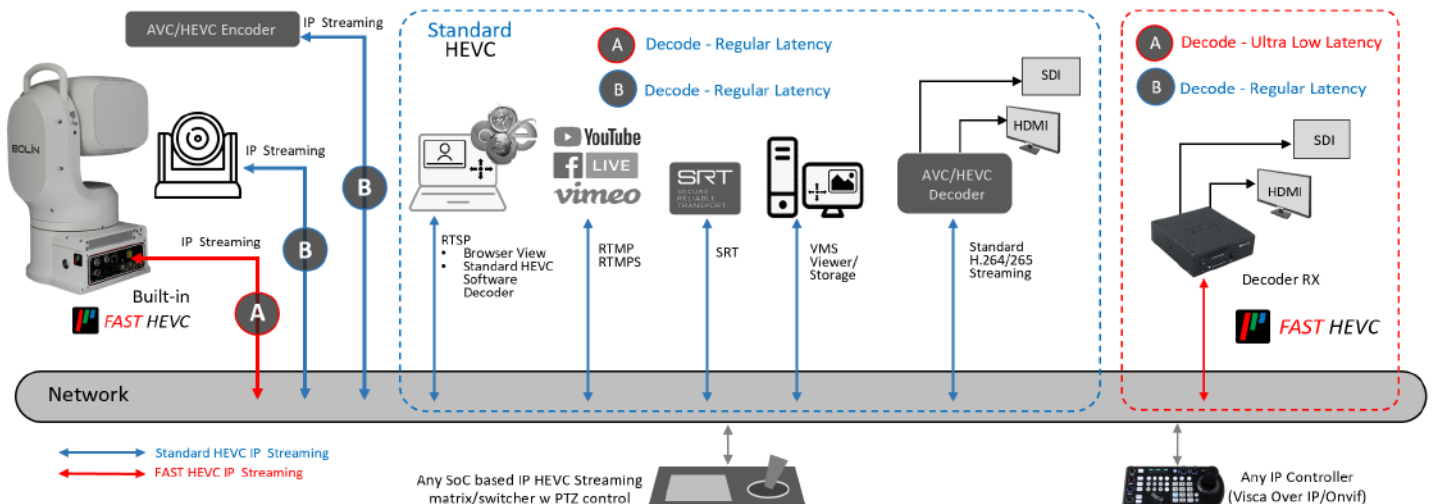 AVC/HEVC Encoder
IP Streaming
BOLIN
IP Streaming
B
IP Streaming
B
Built-in
FAST HEVC
A
Standard
HEVC
A Decode - Regular Latency
B Decode - Regular Latency
YouTube
f LIVE
vimeo
SRT
SECURE
RELIABLE
TRANSPORT
SDI
HDMI
AVC/HEVC
Decoder
RTSP
• Browser View
• Standard HEVC
Software
Decoder
RTMP
RTMPS
SRT
VMS
Viewer/
Storage
Standard
H.264/265
Streaming
A Decode - Ultra Low Latency
B Decode - Regular Latency
SDI
HDMI
Decoder RX
FAST HEVC
Network
Standard HEVC IP Streaming
FAST HEVC IP Streaming
Any SoC based IP HEVC Streaming
matrix/switcher w PTZ control
Any IP Controller
(Visca Over IP/Onvif)